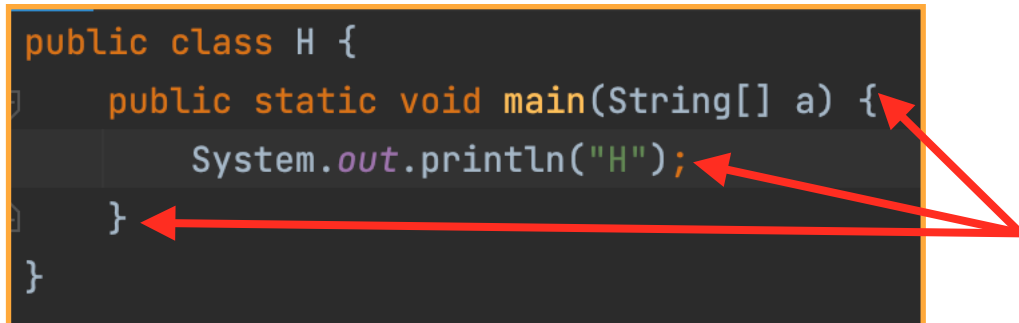 public class H {
    public static void main(String[] a) {
        System.out.println("H");
    }
}